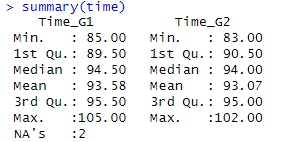 > summary(time)
Time_G1 Time_G2
Min. : 85.00 Min. : 83.00
1st Qu.: 89.50 1st Qu.: 90.50
Median : 94.50 Median : 94.00
Mean : 93.58 Mean : 93.07
3rd Qu.: 95.50 3rd Qu.: 95.00
Max. :105.00 Max. :102.00
NA's :2